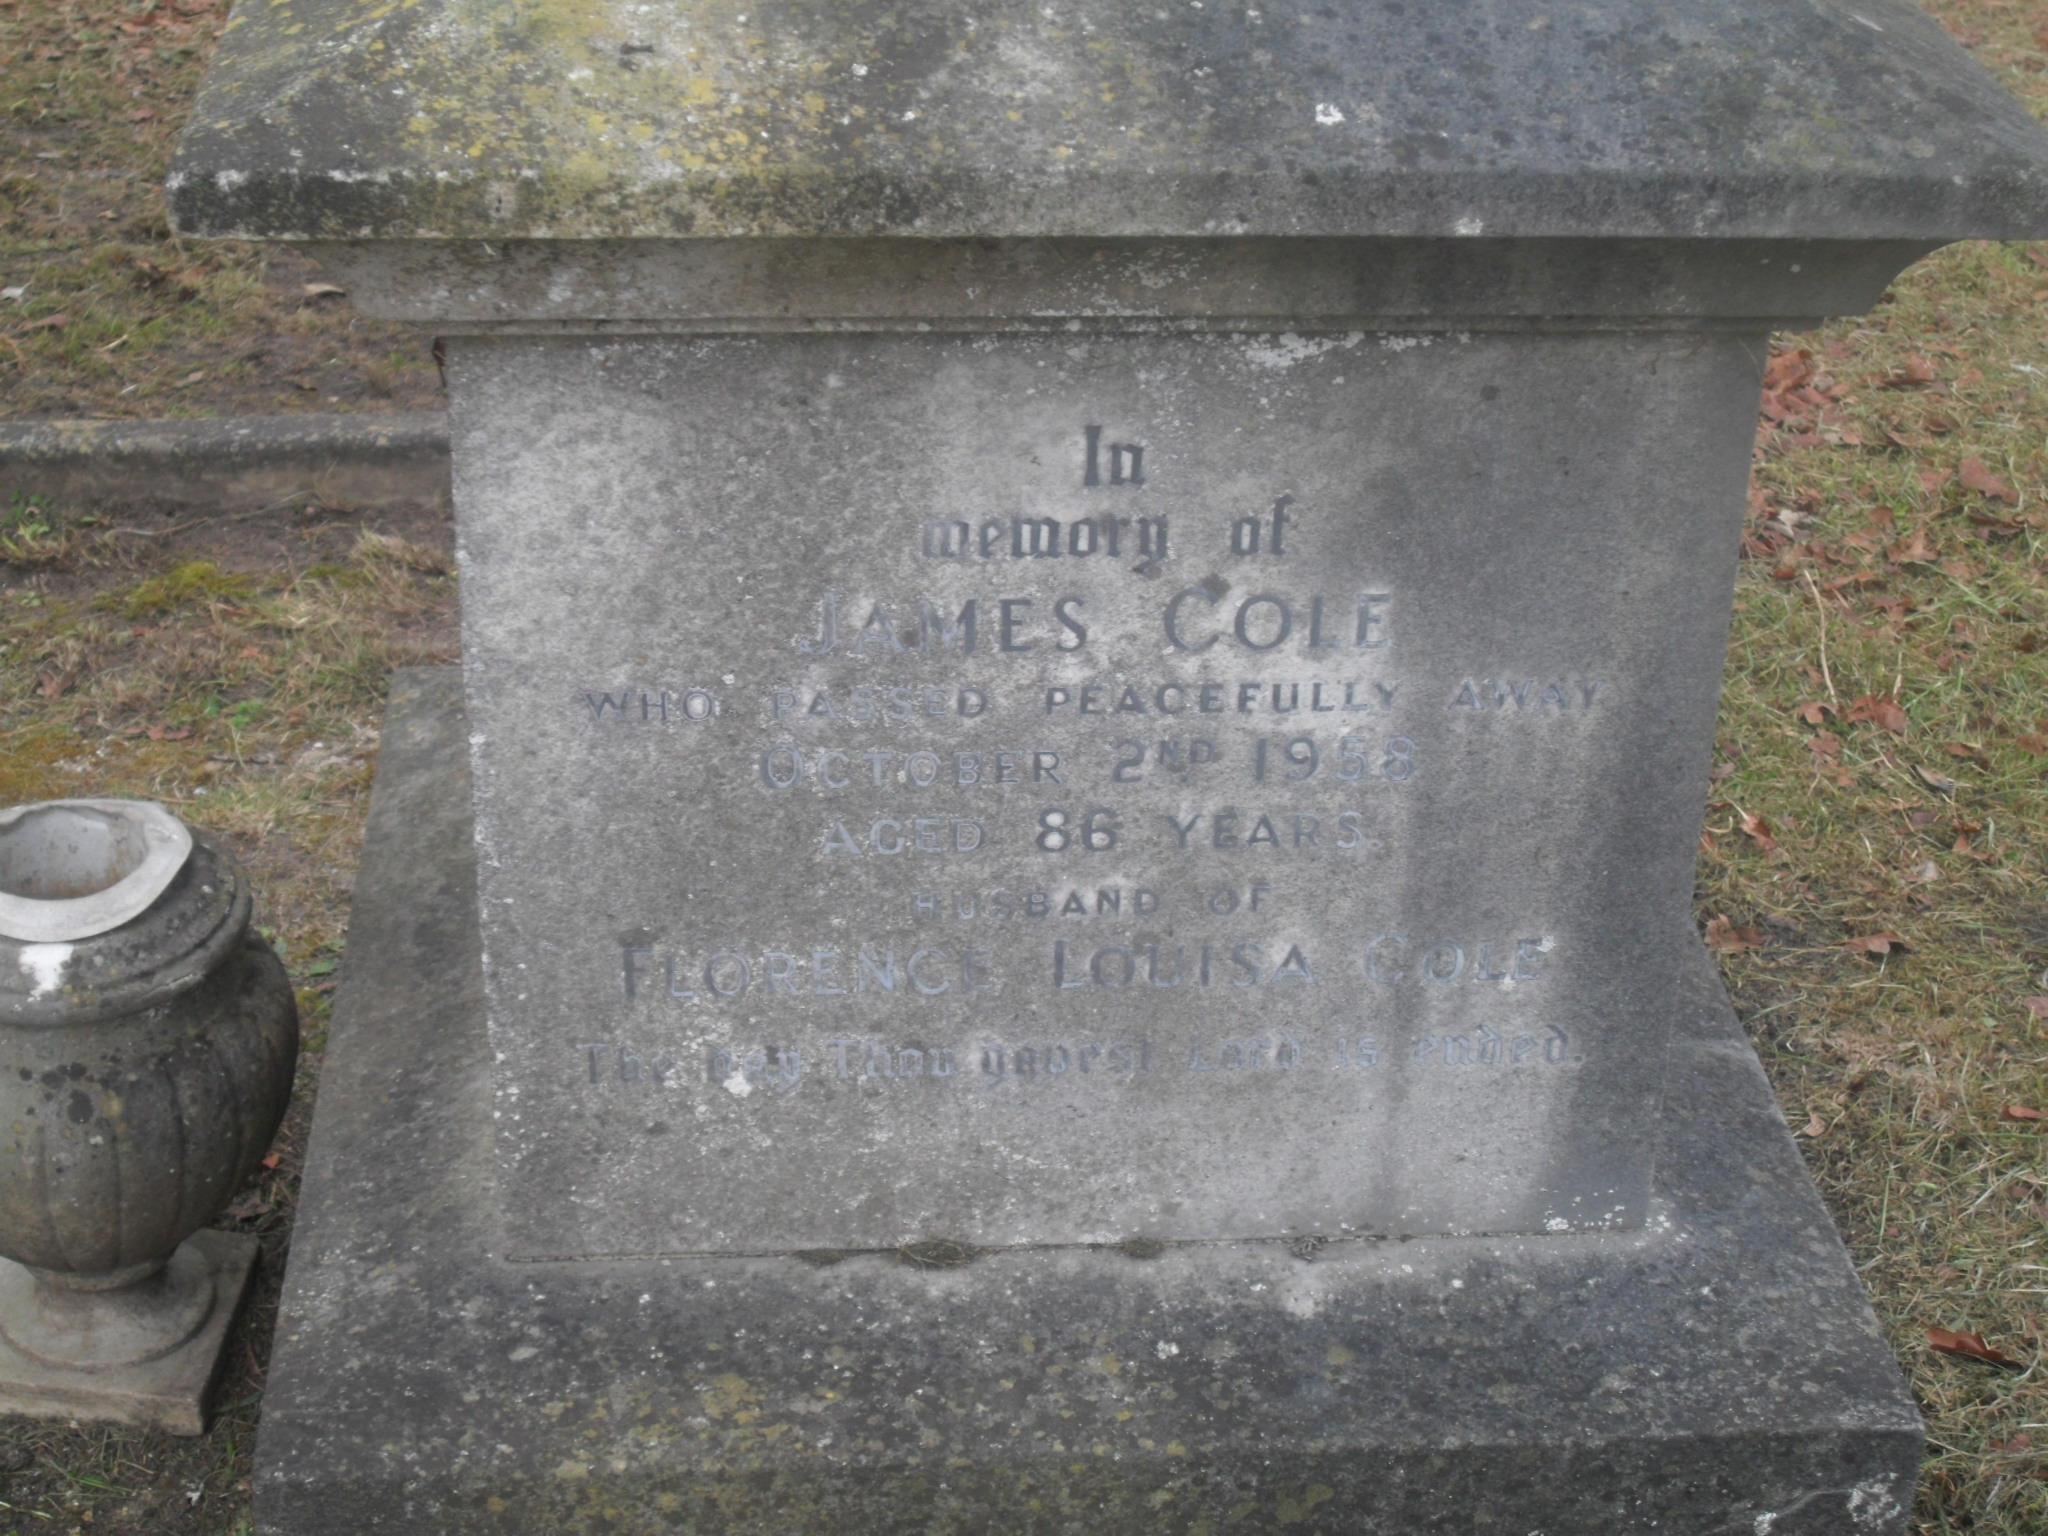 In
memory of
JAMES COLE
WHO PASSED PEACEFULLY AWAY
OCTOBER 2ND 1958
AGED 86 YEARS
HUSBAND OF
FLORENCE LOUISA COLE
The day Thou gavest Lord is ended.